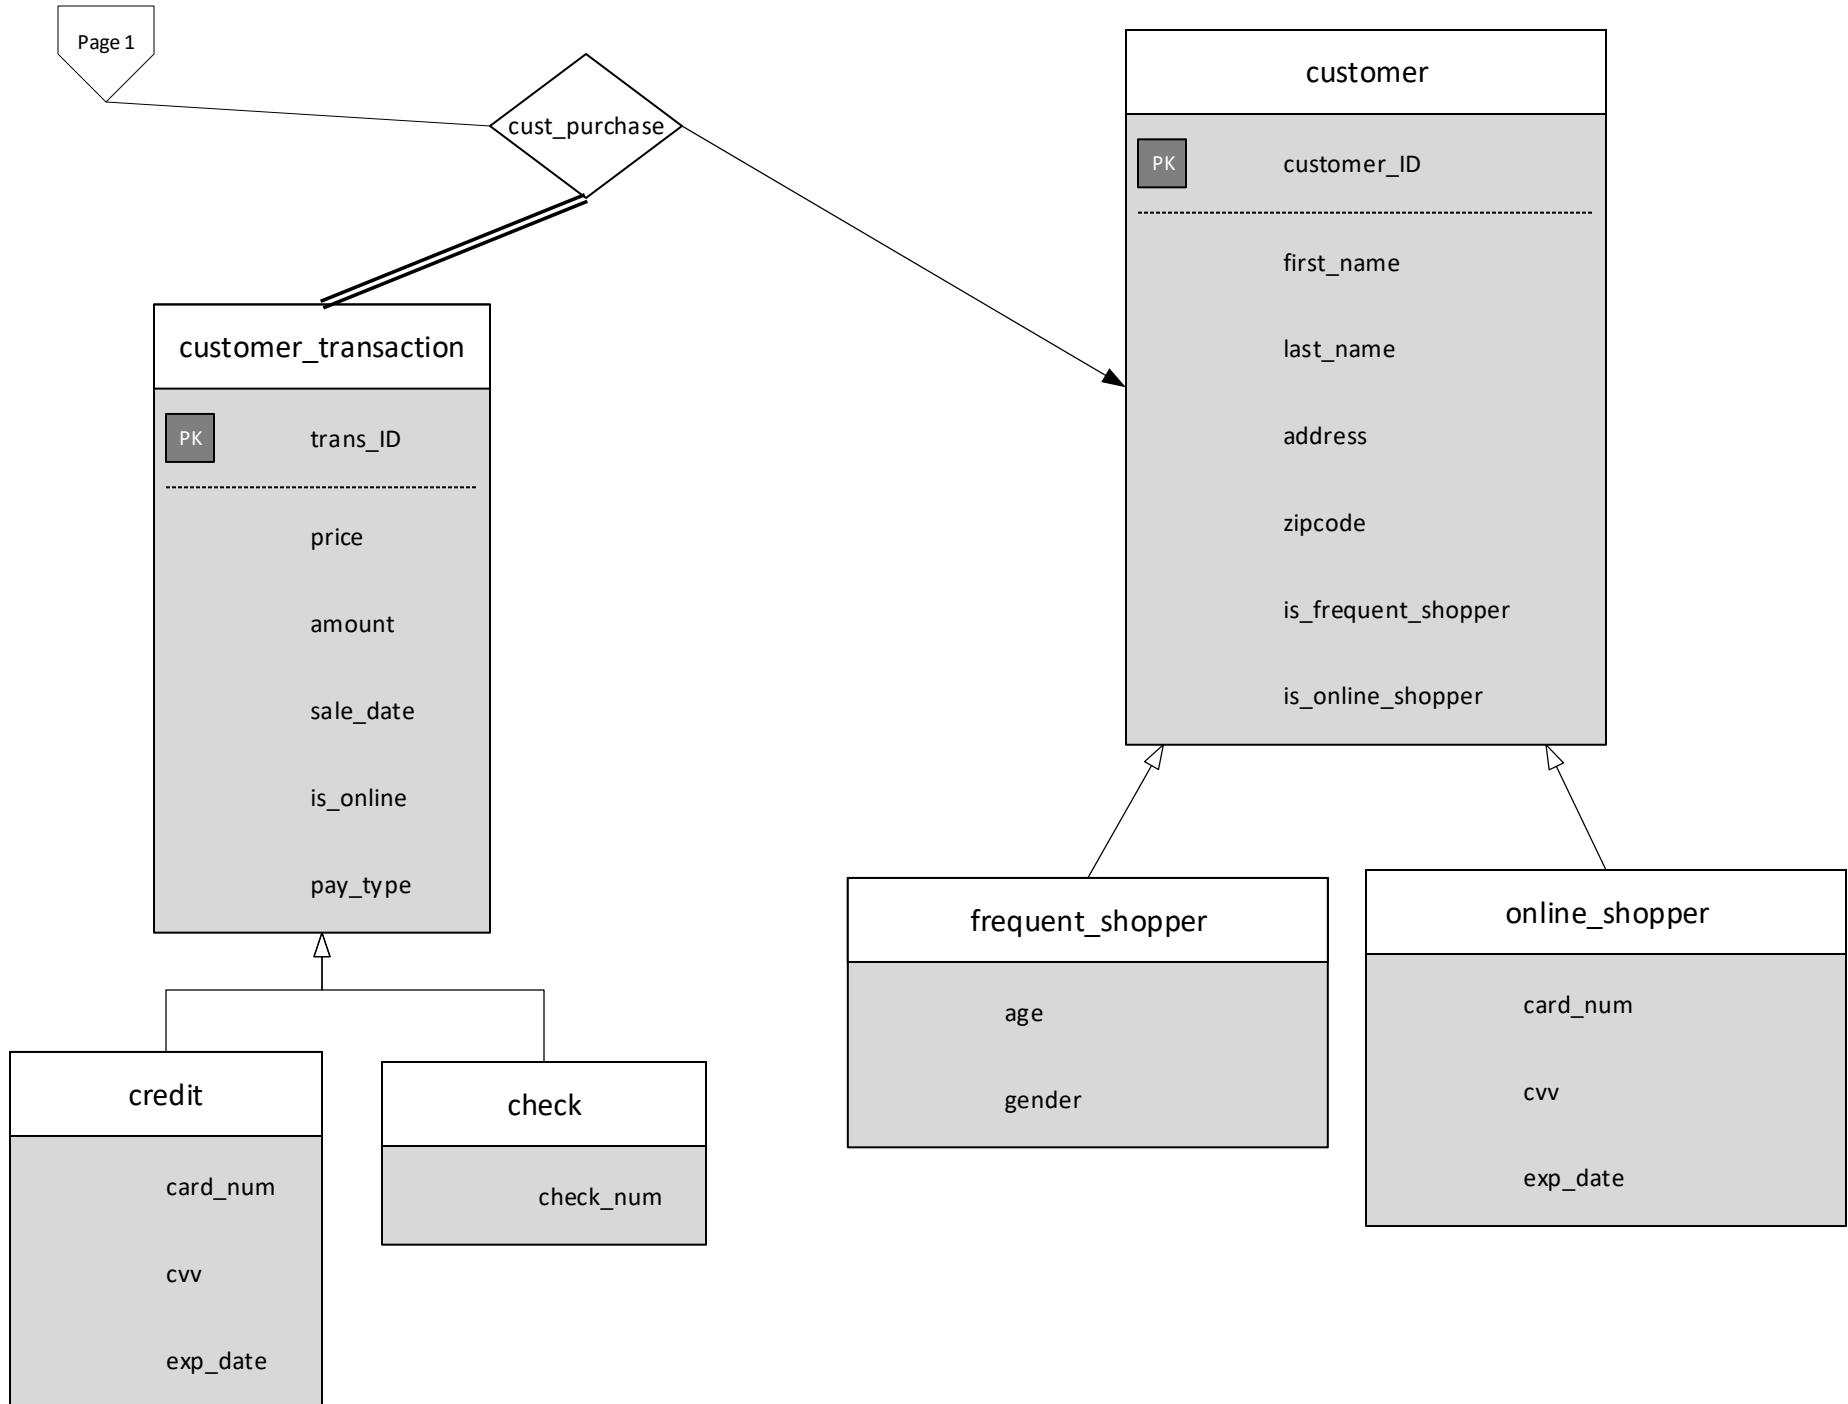 Page 1
cust_purchase
customer
PK
customer_ID
first_name
last_name
address
zipcode
is_frequent_shopper
is_online_shopper
customer_transaction
PK
trans_ID
price
amount
sale_date
is_online
pay_type
frequent_shopper
age
gender
online_shopper
card_num
cvv
exp_date
credit
card_num
cvv
exp_date
check
check_num